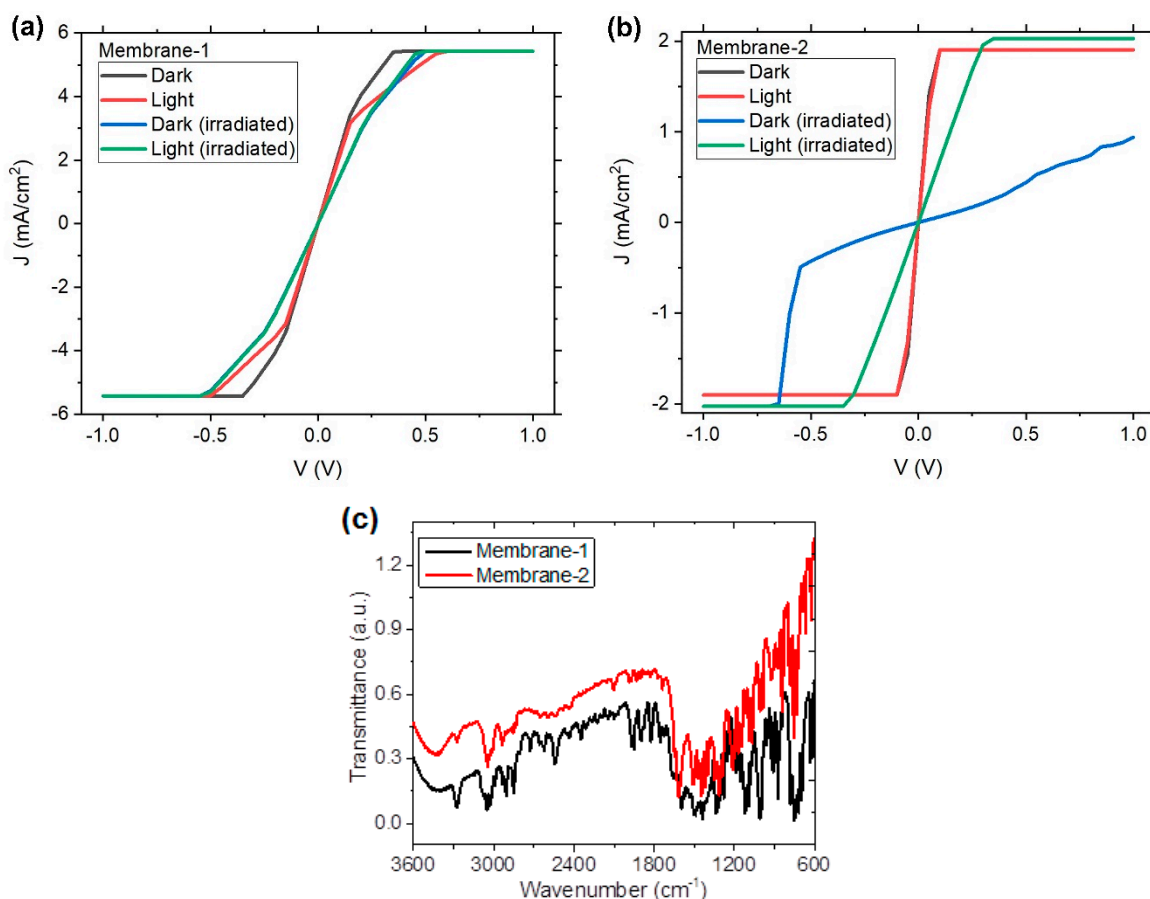 (a)
Membrane-1
Dark
Light
Dark (irradiated)
Light (irradiated)
6
4
2
0
-2
-4
-6
J (mA/cm²)
-1.0 -0.5 0.0 0.5 1.0
V (V)
(b)
Membrane-2
Dark
Light
Dark (irradiated)
Light (irradiated)
2
1
0
-1
-2
J (mA/cm²)
-1.0 -0.5 0.0 0.5 1.0
V (V)
(c)
Membrane-1
Membrane-2
1.2
0.9
0.6
0.3
0.0
Transmittance (a.u.)
3600 3000 2400 1800 1200 600
Wavenumber (cm⁻¹)